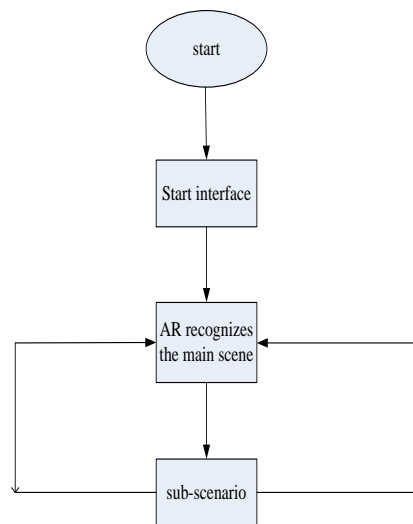 start
Start interface
AR recognizes
the main scene
sub-scenario